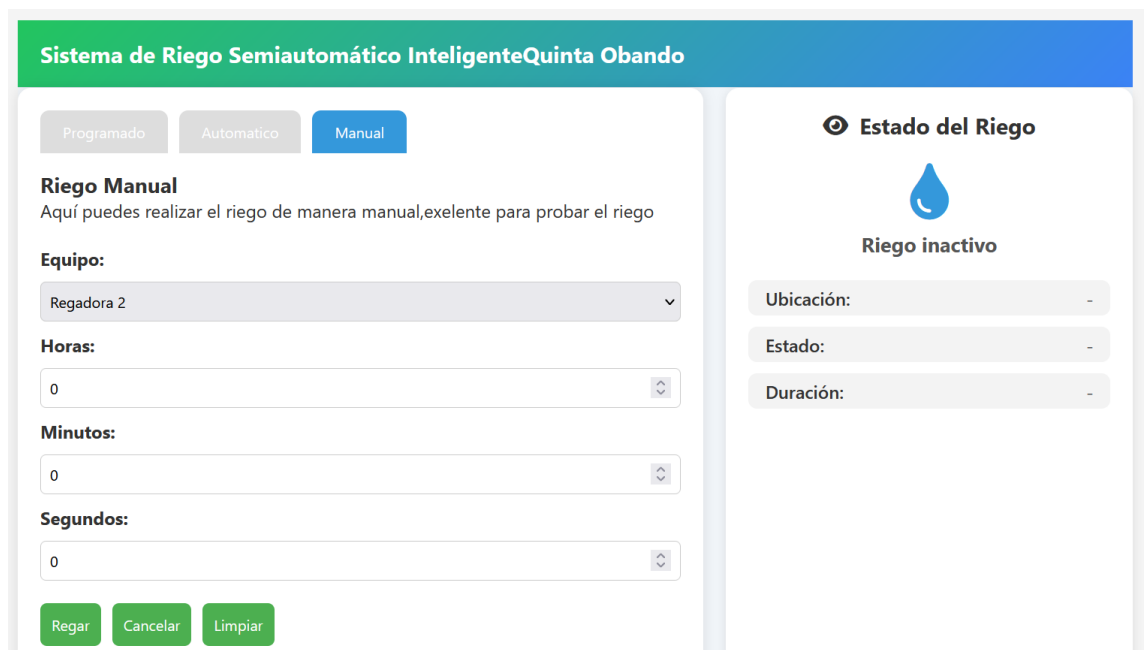 Sistema de Riego Semiautomático InteligenteQuinta Obando
Programado Automatico Manual
Riego Manual
Aquí puedes realizar el riego de manera manual,exelente para probar el riego
Equipo:
Regadora 2
Horas:
0
Minutos:
0
Segundos:
0
Regar Cancelar Limpiar
Estado del Riego
Riego inactivo
Ubicación: -
Estado: -
Duración: -